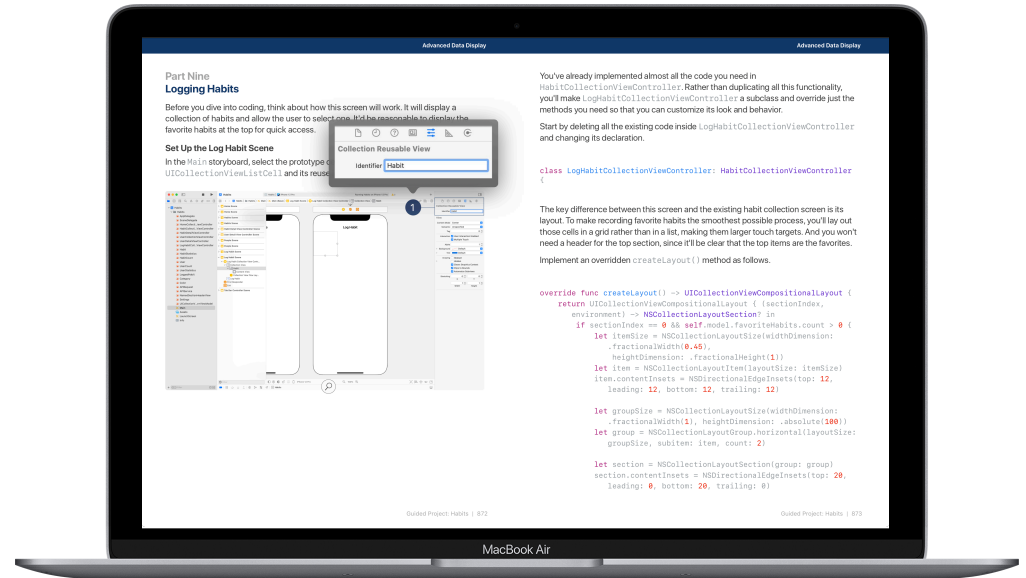 Advanced Data Display
Advanced Data Display
Part Nine
Logging Habits
Before you dive into coding, think about how this screen will work. It will display a
collection of habits and allow the user to select one. It'd be reasonable to display the
favorite habits at the top for quick access.
Set Up the Log Habit Scene
In the Main storyboard, select the prototype
UICollectionViewListCell and its reus
Collection Reusable View
Identifier Habit
1
Log Habit
Guided Project: Habits | 872
You've already implemented almost all the code you need in
HabitCollectionViewController. Rather than duplicating all this functionality,
you'll make LogHabitCollectionViewController a subclass and override just the
methods you need so that you can customize its look and behavior.
Start by deleting all the existing code inside LogHabitCollectionViewController
and changing its declaration.
class LogHabitCollectionViewController: HabitCollectionViewController
{
The key difference between this screen and the existing habit collection screen is its
layout. To make recording favorite habits the smoothest possible process, you'll lay out
those cells in a grid rather than in a list, making them larger touch targets. And you won't
need a header for the top section, since it'll be clear that the top items are the favorites.
Implement an overridden createLayout() method as follows.
override func createLayout() -> UICollectionViewCompositionalLayout {
return UICollectionViewCompositionalLayout { (sectionIndex,
environment) -> NSCollectionLayoutSection? in
if sectionIndex == 0 && self.model.favoriteHabits.count > 0 {
let itemSize = NSCollectionLayoutSize(widthDimension:
.fractionalWidth(0.45),
heightDimension: .fractionalHeight(1))
let item = NSCollectionLayoutItem(layoutSize: itemSize)
item.contentInsets = NSDirectionalEdgeInsets(top: 12,
leading: 12, bottom: 12, trailing: 12)
let groupSize = NSCollectionLayoutSize(widthDimension:
.fractionalWidth(1), heightDimension: .absolute(100))
let group = NSCollectionLayoutGroup.horizontal(layoutSize:
groupSize, subitem: item, count: 2)
let section = NSCollectionLayoutSection(group: group)
section.contentInsets = NSDirectionalEdgeInsets(top: 20,
leading: 0, bottom: 20, trailing: 0)
Guided Project: Habits | 873
MacBook Air